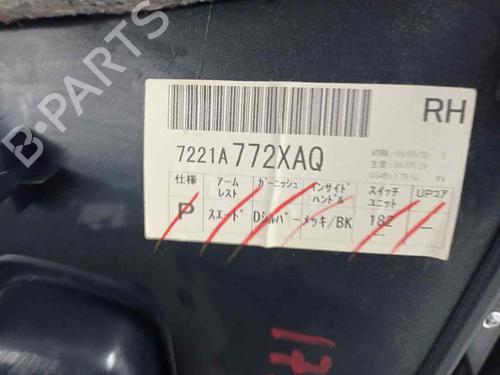 RH
7221A772XAQ
仕様 アームレスト ガーニッシュ インサイドハンドル スイッチユニット UPコア
P スエード Dシルバー メッキ/BK 182 —
B-PARTS